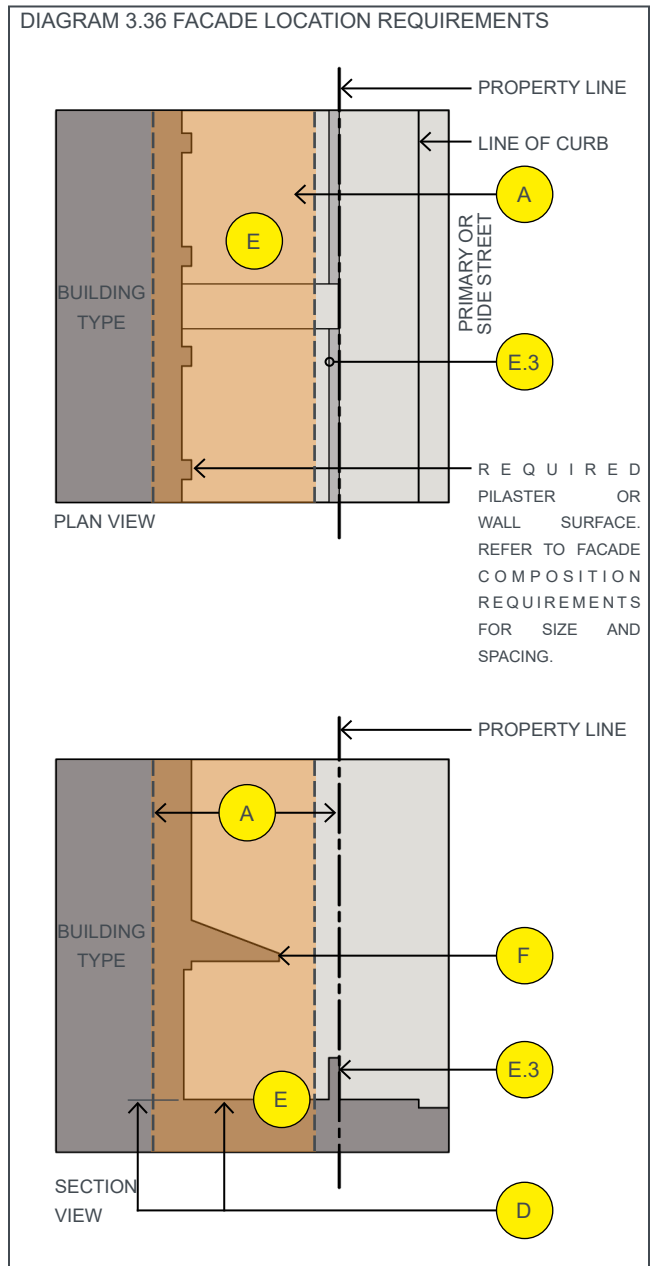 DIAGRAM 3.36 FACADE LOCATION REQUIREMENTS
PROPERTY LINE
LINE OF CURB
A
E
PRIMARY OR
SIDE STREET
BUILDING
TYPE
E.3
REQUIRED
PILASTER OR
WALL SURFACE.
REFER TO FACADE
COMPOSITION
REQUIREMENTS
FOR SIZE AND
SPACING.
PLAN VIEW
PROPERTY LINE
A
BUILDING
TYPE
F
E.3
E
SECTION
VIEW
D